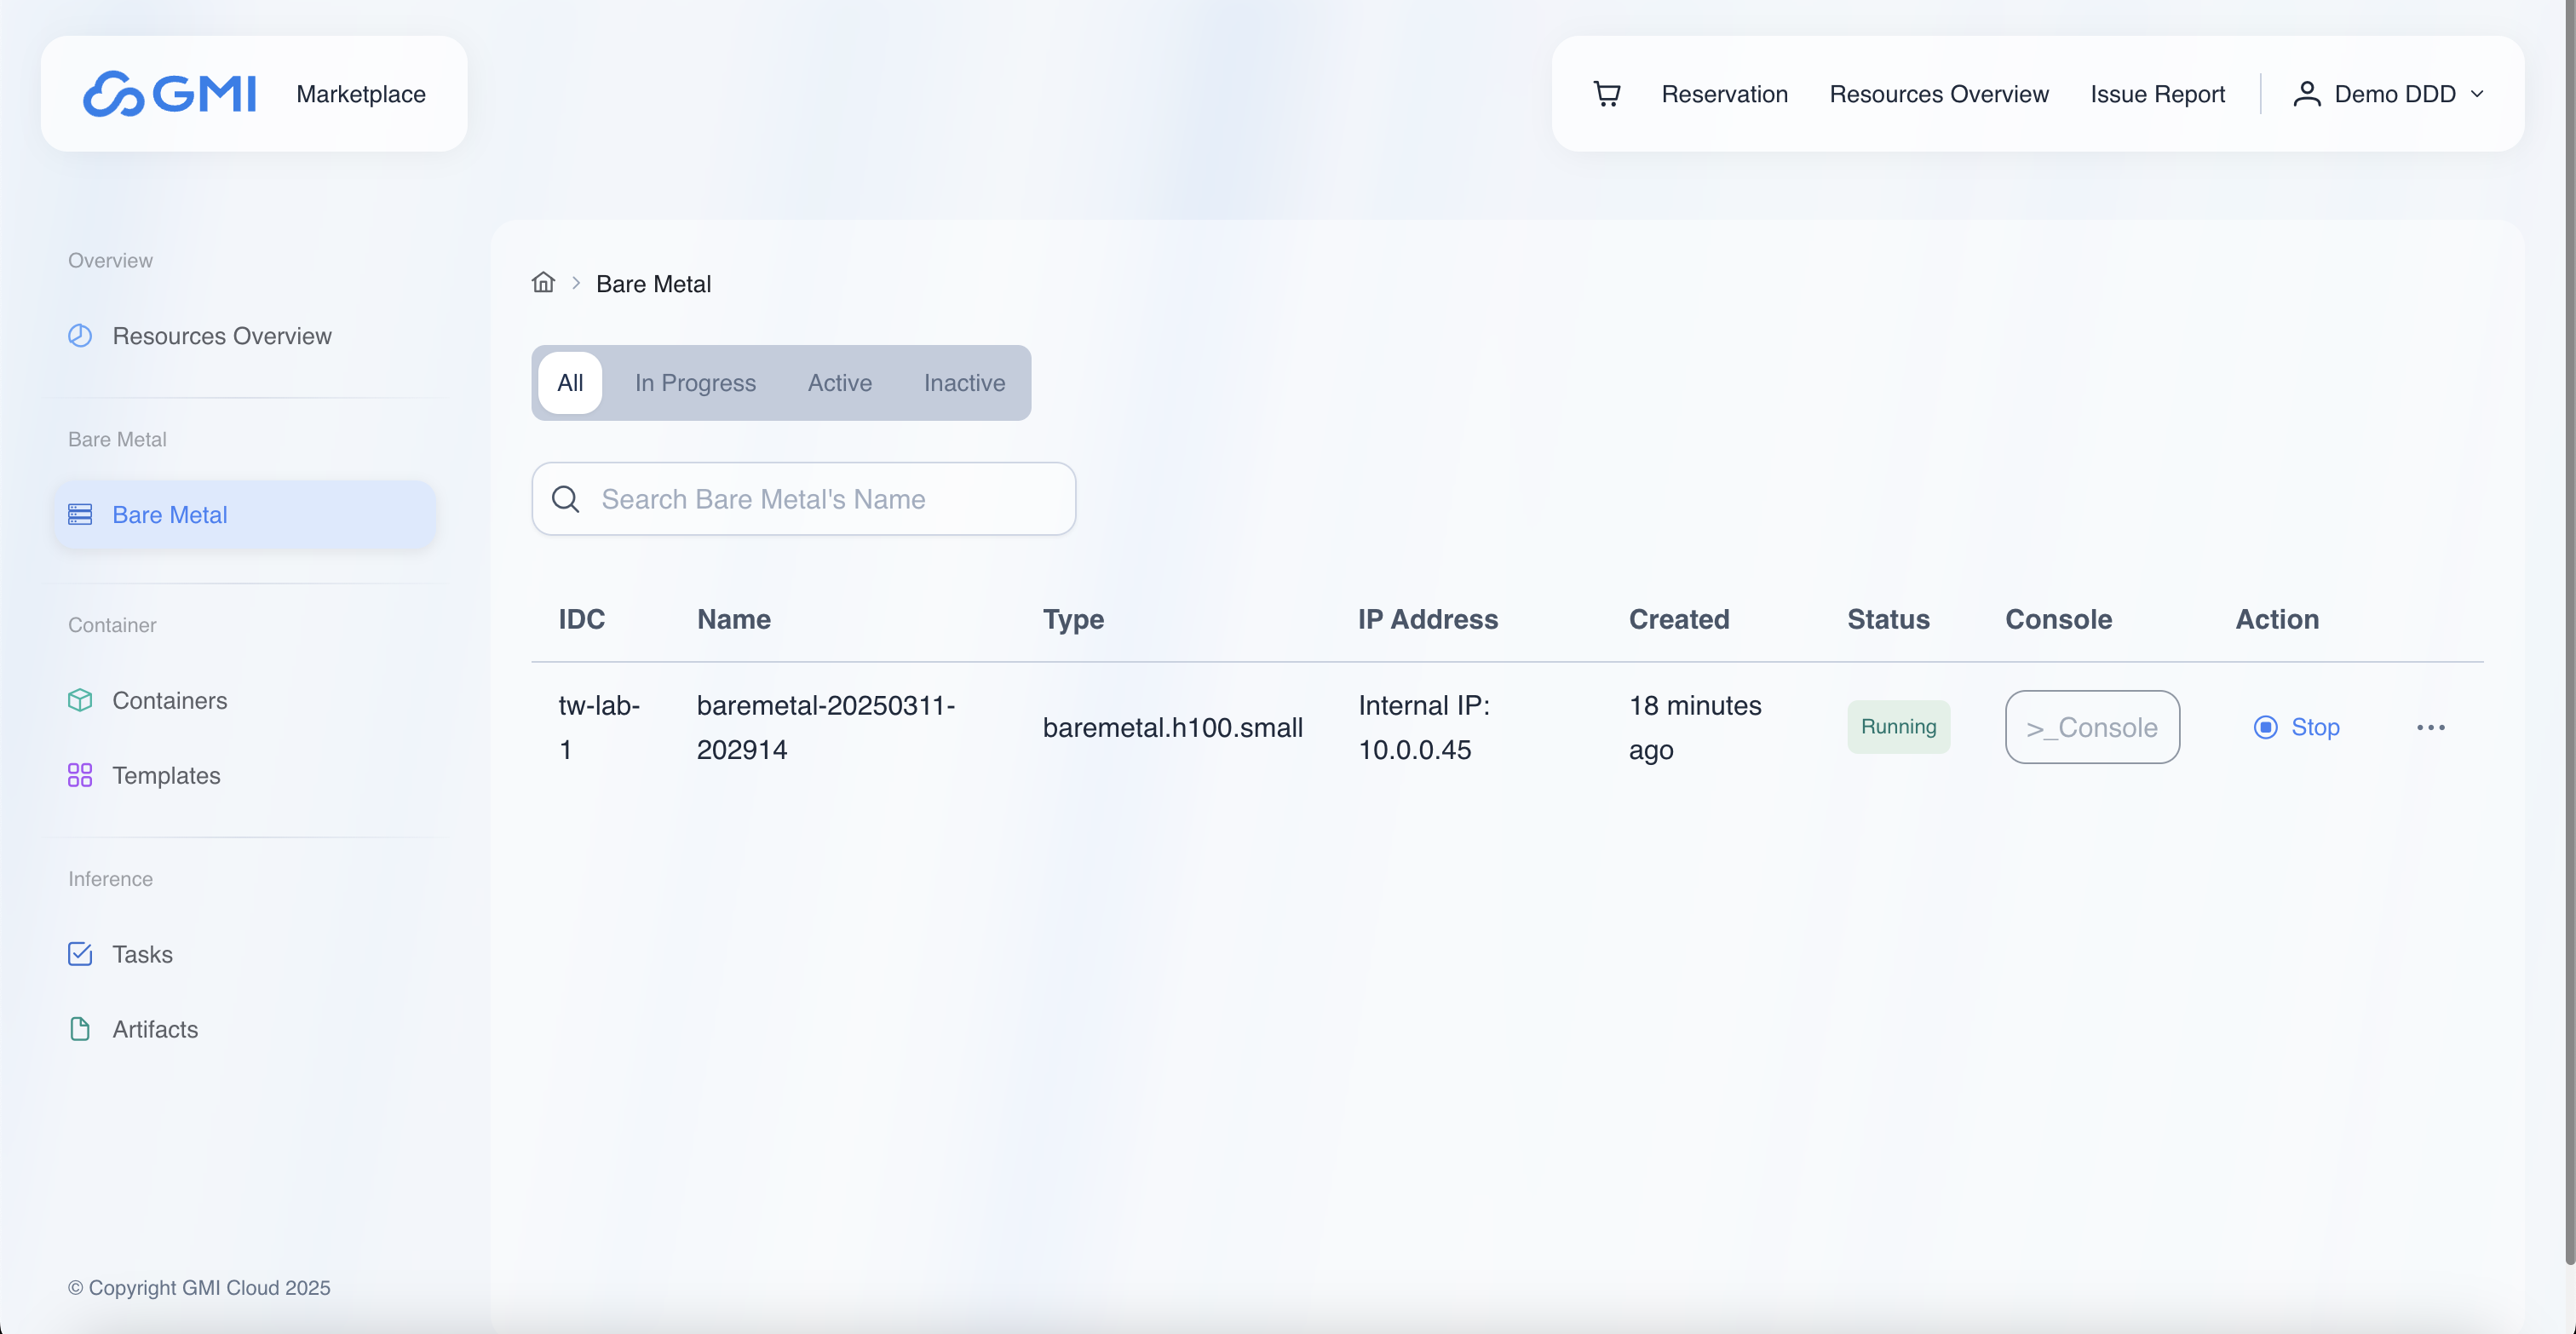 GMI
Marketplace
Reservation
Resources Overview
Issue Report
Demo DDD
Overview
Resources Overview
Bare Metal
Bare Metal
Container
Containers
Templates
Inference
Tasks
Artifacts
© Copyright GMI Cloud 2025
Bare Metal
All
In Progress
Active
Inactive
Search Bare Metal's Name
IDC
Name
Type
IP Address
Created
Status
Console
Action
tw-lab-
1
baremetal-20250311-
202914
baremetal.h100.small
Internal IP:
10.0.0.45
18 minutes
ago
Running
>_Console
Stop